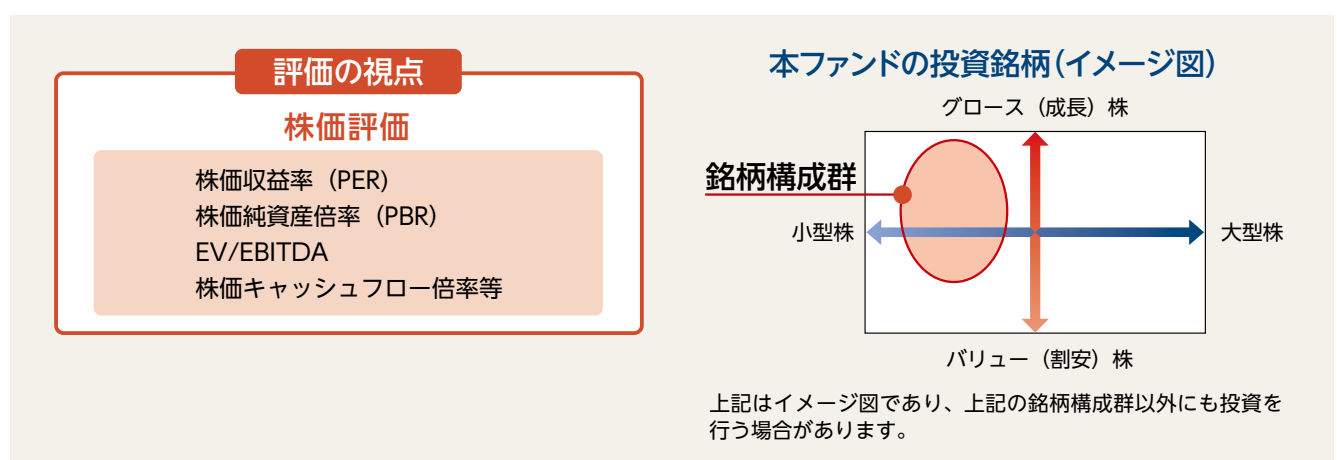 評価の視点
株価評価
株価収益率（PER)
株価純資産倍率（PBR）
EV/EBITDA
株価キャッシュフロー倍率等
本ファンドの投資銘柄（イメージ図）
グロース（成長）株
銘柄構成群
小型株
大型株
バリュー（割安）株
上記はイメージ図であり、上記の銘柄構成群以外にも投資を
行う場合があります。